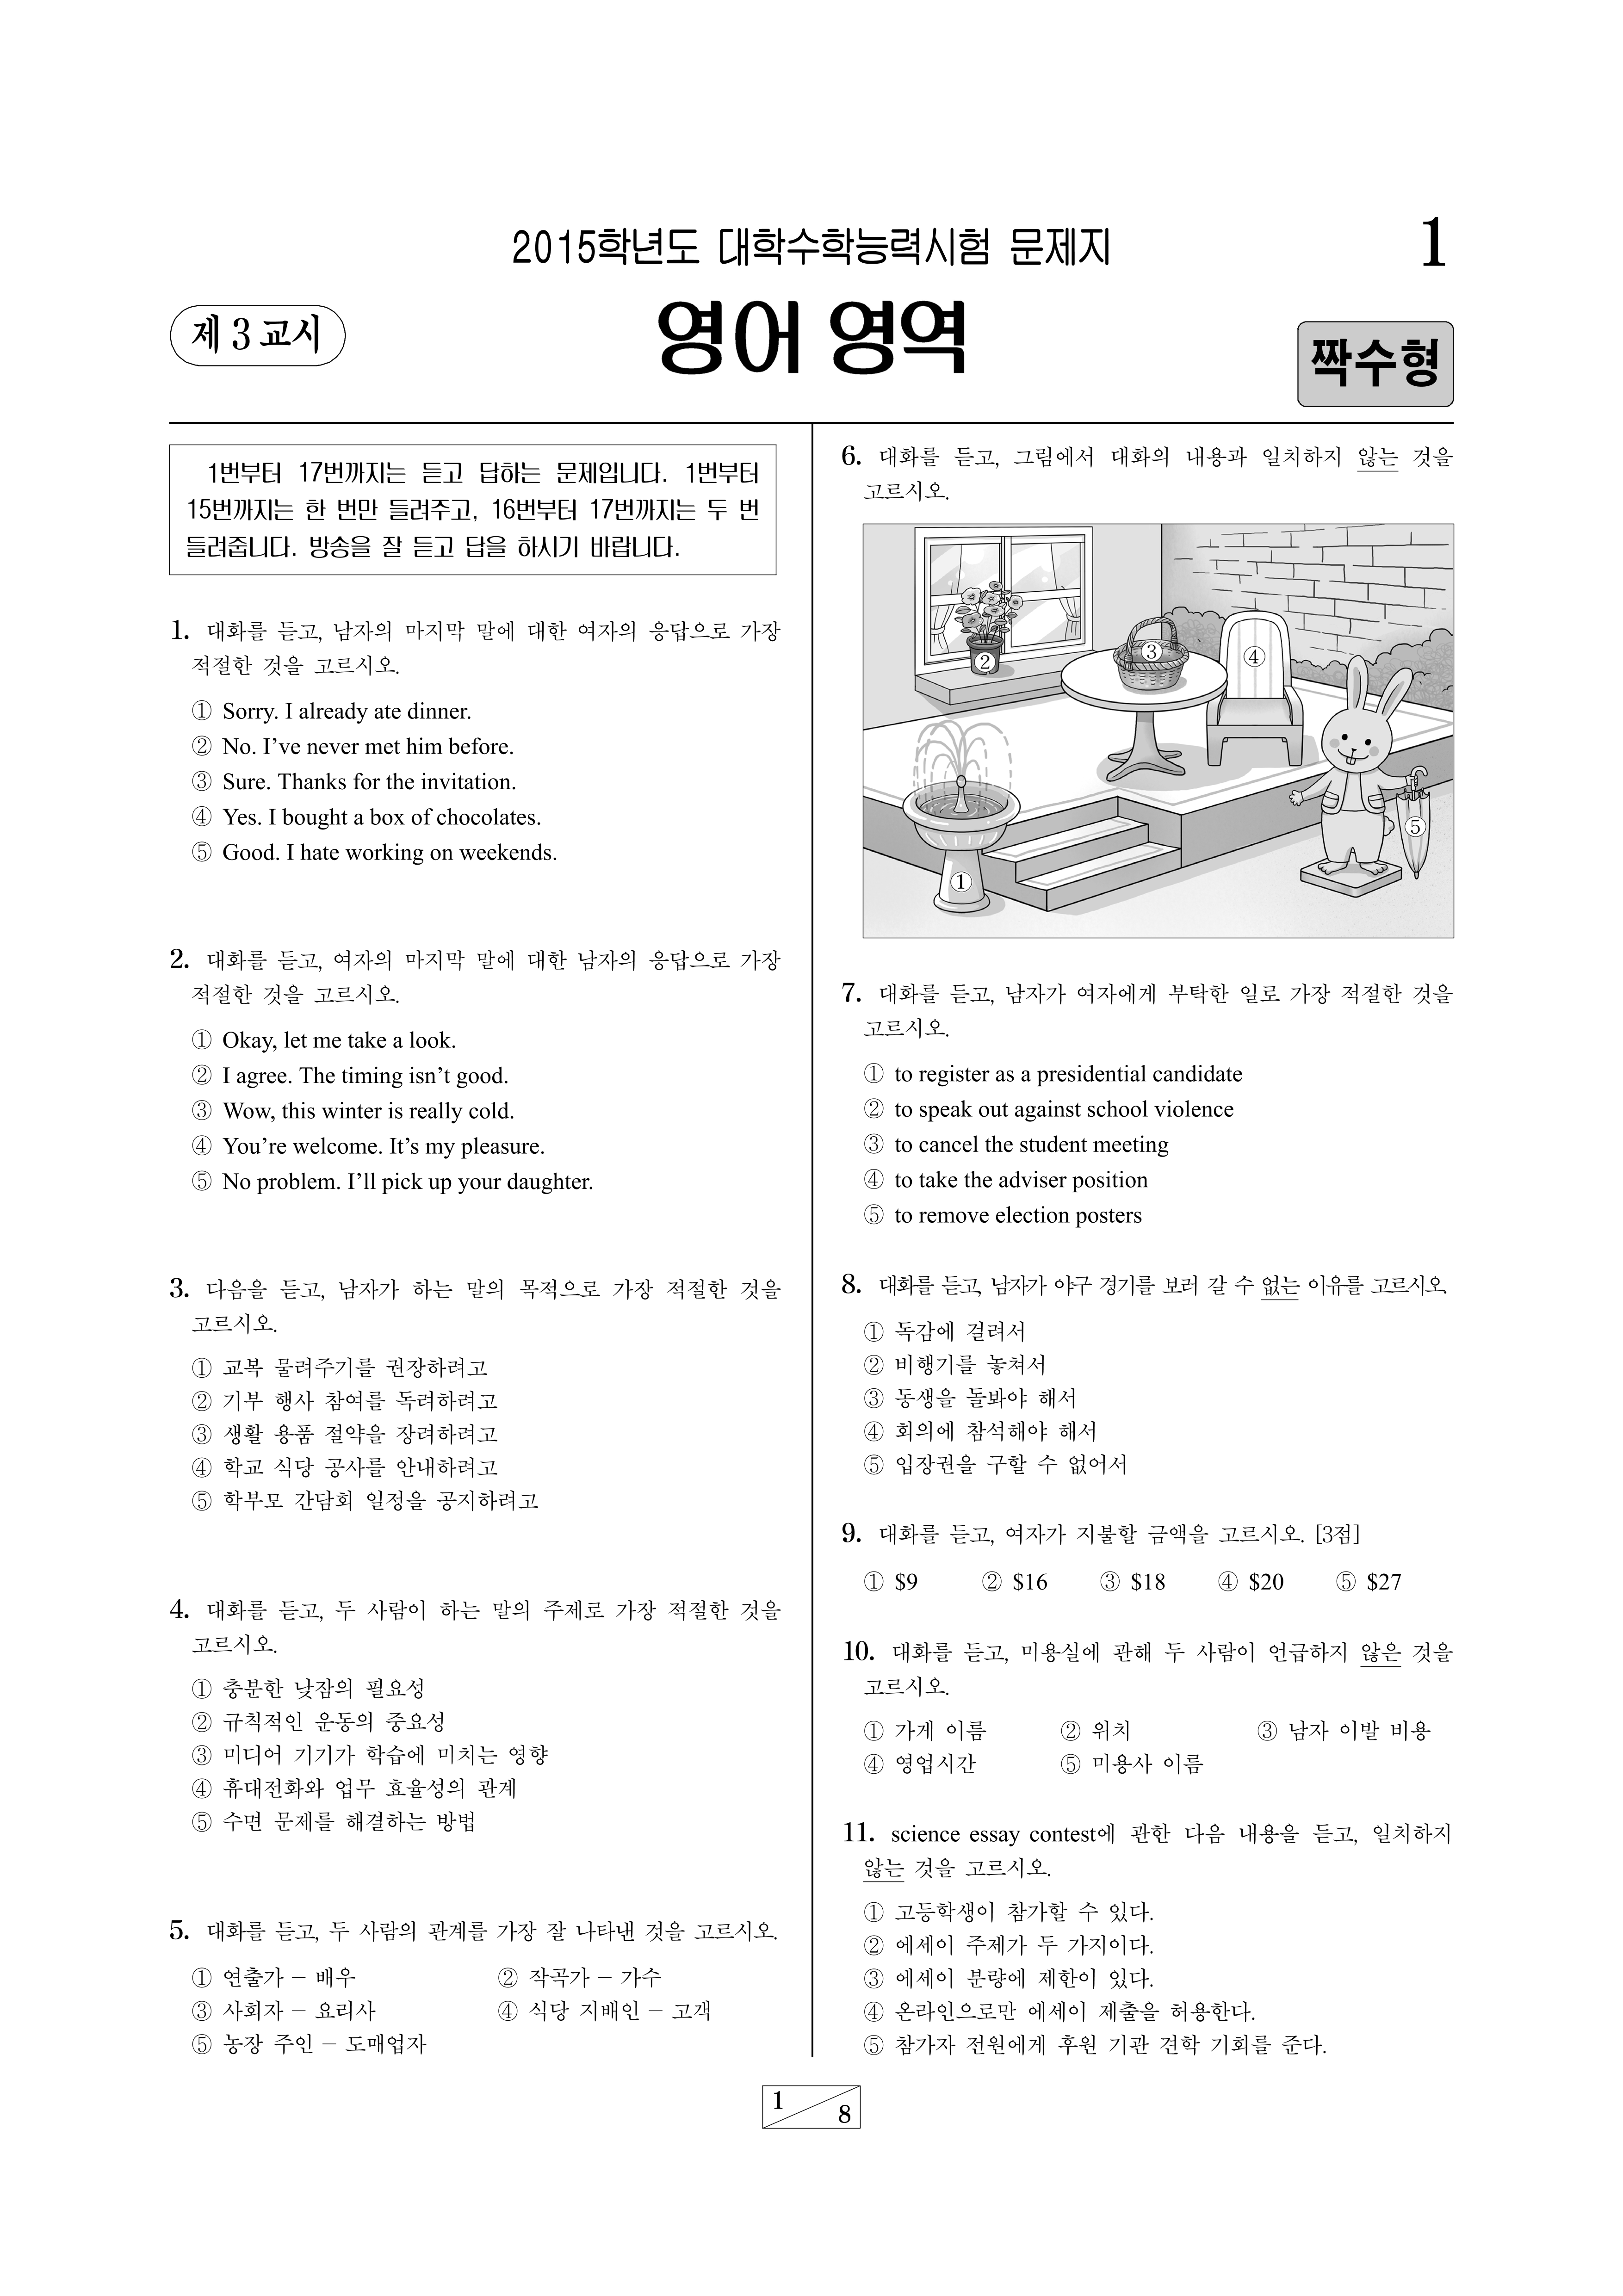 2015학년도 대학수학능력시험 문제지
1
제 3 교시
영어 영역
짝수형
1번부터 17번까지는 듣고 답하는 문제입니다. 1번부터
15번까지는 한 번만 들려주고, 16번부터 17번까지는 두 번
들려줍니다. 방송을 잘 듣고 답을 하시기 바랍니다.
1. 대화를 듣고, 남자의 마지막 말에 대한 여자의 응답으로 가장
적절한 것을 고르시오.
① Sorry. I already ate dinner.
② No. I’ve never met him before.
③ Sure. Thanks for the invitation.
④ Yes. I bought a box of chocolates.
⑤ Good. I hate working on weekends.
2. 대화를 듣고, 여자의 마지막 말에 대한 남자의 응답으로 가장
적절한 것을 고르시오.
① Okay, let me take a look.
② I agree. The timing isn’t good.
③ Wow, this winter is really cold.
④ You’re welcome. It’s my pleasure.
⑤ No problem. I’ll pick up your daughter.
3. 다음을 듣고, 남자가 하는 말의 목적으로 가장 적절한 것을
고르시오.
① 교복 물려주기를 권장하려고
② 기부 행사 참여를 독려하려고
③ 생활 용품 절약을 장려하려고
④ 학교 식당 공사를 안내하려고
⑤ 학부모 간담회 일정을 공지하려고
4. 대화를 듣고, 두 사람이 하는 말의 주제로 가장 적절한 것을
고르시오.
① 충분한 낮잠의 필요성
② 규칙적인 운동의 중요성
③ 미디어 기기가 학습에 미치는 영향
④ 휴대전화와 업무 효율성의 관계
⑤ 수면 문제를 해결하는 방법
5. 대화를 듣고, 두 사람의 관계를 가장 잘 나타낸 것을 고르시오.
① 연출가 － 배우 ② 작곡가 － 가수
③ 사회자 － 요리사 ④ 식당 지배인 － 고객
⑤ 농장 주인 － 도매업자
6. 대화를 듣고, 그림에서 대화의 내용과 일치하지 않는 것을
고르시오.
②
③
④
⑤
①
7. 대화를 듣고, 남자가 여자에게 부탁한 일로 가장 적절한 것을
고르시오.
① to register as a presidential candidate
② to speak out against school violence
③ to cancel the student meeting
④ to take the adviser position
⑤ to remove election posters
8. 대화를 듣고, 남자가 야구 경기를 보러 갈 수 없는 이유를 고르시오.
① 독감에 걸려서
② 비행기를 놓쳐서
③ 동생을 돌봐야 해서
④ 회의에 참석해야 해서
⑤ 입장권을 구할 수 없어서
9. 대화를 듣고, 여자가 지불할 금액을 고르시오. [3점]
① $9 ② $16 ③ $18 ④ $20 ⑤ $27
10. 대화를 듣고, 미용실에 관해 두 사람이 언급하지 않은 것을
고르시오.
① 가게 이름 ② 위치 ③ 남자 이발 비용
④ 영업시간 ⑤ 미용사 이름
11. science essay contest에 관한 다음 내용을 듣고, 일치하지
않는 것을 고르시오.
① 고등학생이 참가할 수 있다.
② 에세이 주제가 두 가지이다.
③ 에세이 분량에 제한이 있다.
④ 온라인으로만 에세이 제출을 허용한다.
⑤ 참가자 전원에게 후원 기관 견학 기회를 준다.
1
8